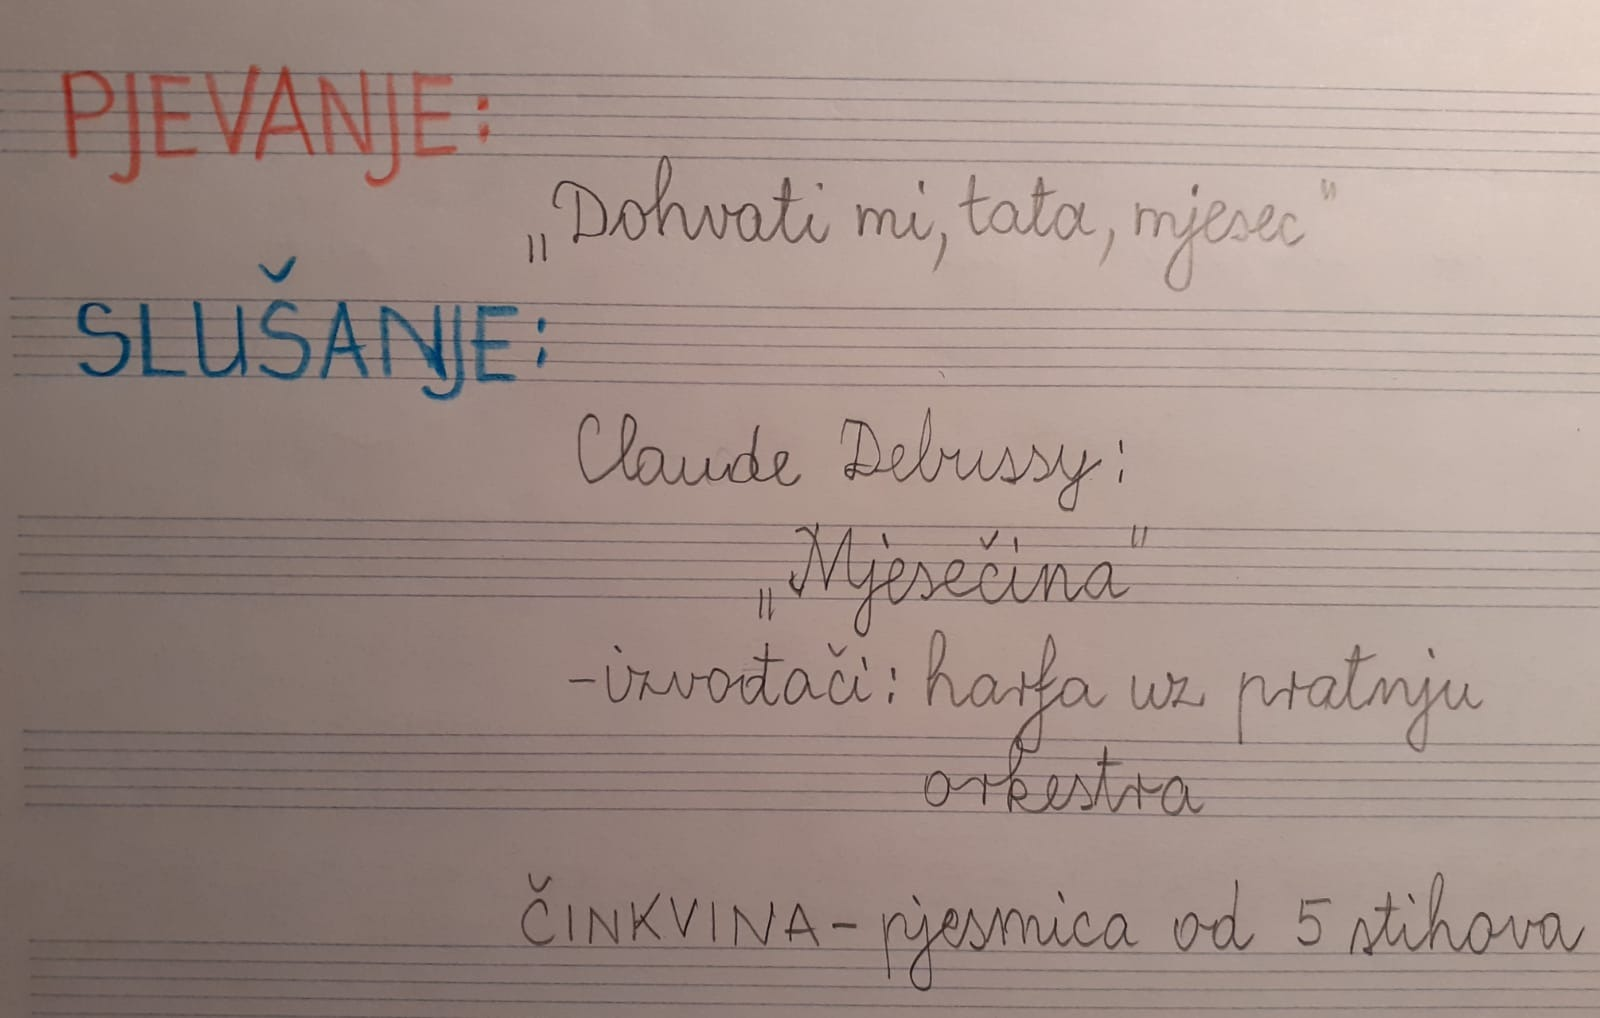 PJEVANJE:
„Dohvati mi, tata, mjesec"
SLUŠANJE:
Claude Debussy:
„Mjesečina"
-izvođači: harfa uz pratnju
orkestra
ČINKVINA - pjesmica od 5 stihova